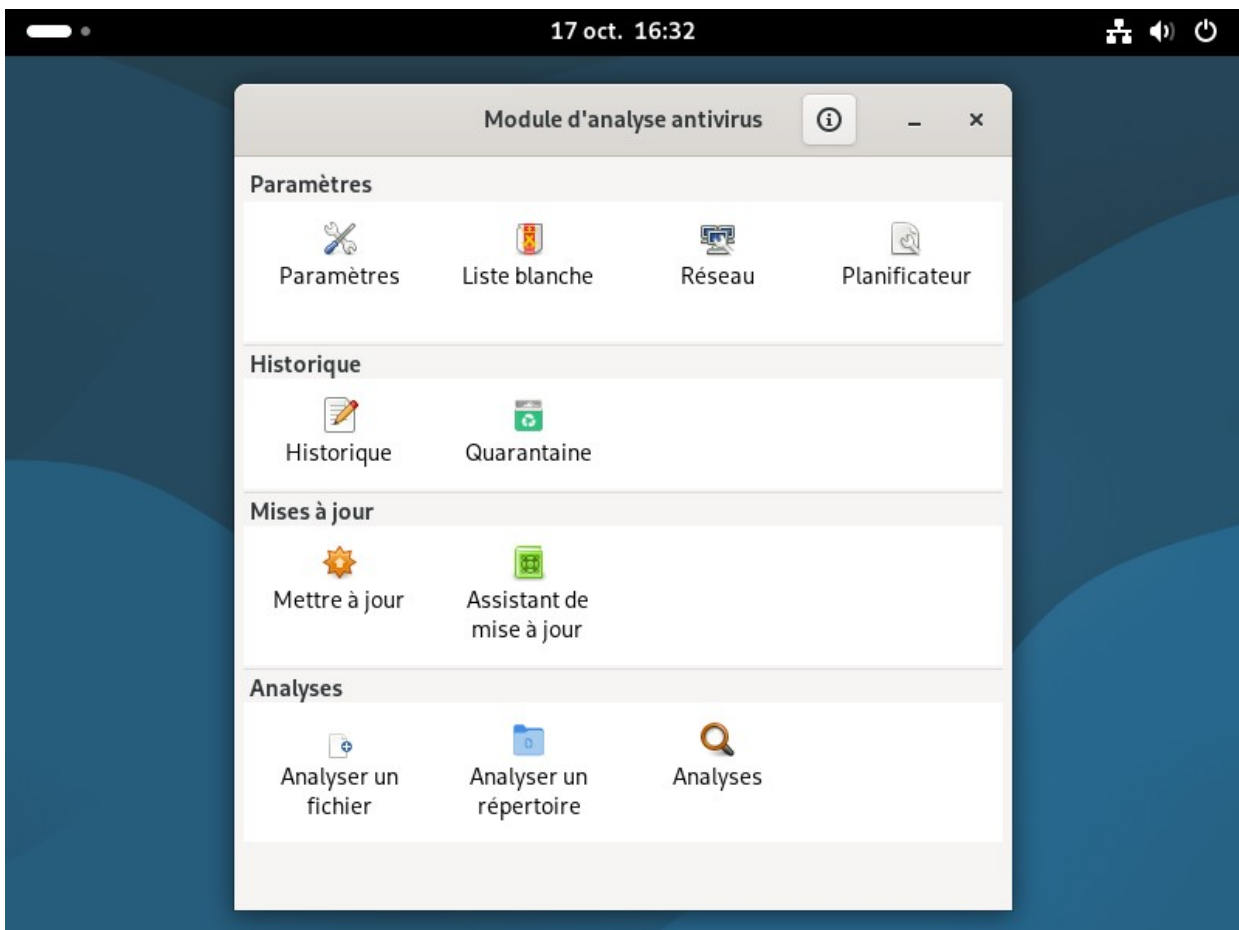 17 oct. 16:32
Module d'analyse antivirus
Paramètres
Paramètres
Liste blanche
Réseau
Planificateur
Historique
Historique
Quarantaine
Mises à jour
Mettre à jour
Assistant de
mise à jour
Analyses
Analyser un
fichier
Analyser un
répertoire
Analyses